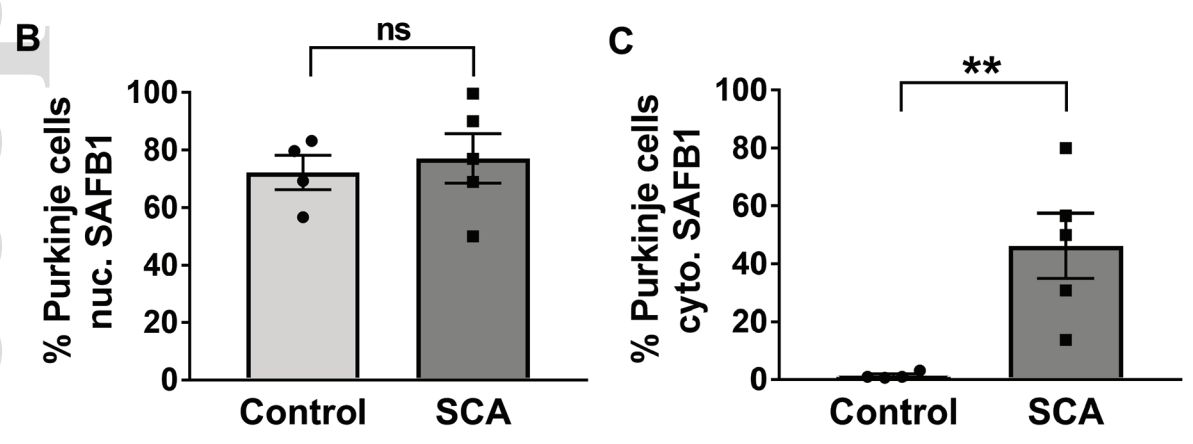 B
ns
% Purkinje cells
nuc. SAFB1
100
80
60
40
20
0
Control
SCA
C
**
% Purkinje cells
cyto. SAFB1
100
80
60
40
20
0
Control
SCA